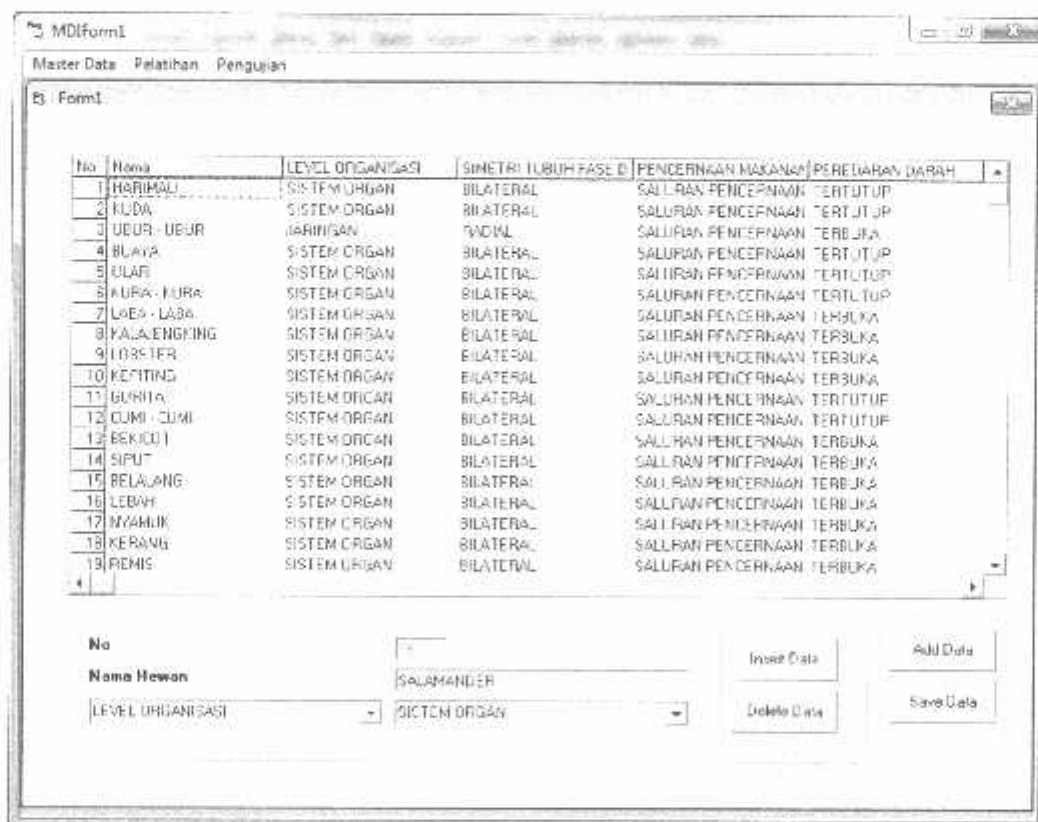 MDIForm1
Master Data Pelatihan Pengujian
Form1
No Nama LEVEL ORGANISASI SIMETRI TUBUH FASE D PENCERNAAN MAKANAN PEREDARAN DARAH
1 HARIMAU SISTEM ORGAN BILATERAL SALURAN PENCERNAAN TERTUTUP
2 KUDA SISTEM ORGAN BILATERAL SALURAN PENCERNAAN TERTUTUP
3 UBUR - UBUR JARINGAN RADIAL SALURAN PENCERNAAN TERBUKA
4 BUAYA SISTEM ORGAN BILATERAL SALURAN PENCERNAAN TERTUTUP
5 ULAR SISTEM ORGAN BILATERAL SALURAN PENCERNAAN TERTUTUP
6 KURA - KURA SISTEM ORGAN BILATERAL SALURAN PENCERNAAN TERTUTUP
7 LABA - LABA SISTEM ORGAN BILATERAL SALURAN PENCERNAAN TERBUKA
8 KALAJENGKING SISTEM ORGAN BILATERAL SALURAN PENCERNAAN TERBUKA
9 LOBSTER SISTEM ORGAN BILATERAL SALURAN PENCERNAAN TERBUKA
10 KEPITING SISTEM ORGAN BILATERAL SALURAN PENCERNAAN TERBUKA
11 GURITA SISTEM ORGAN BILATERAL SALURAN PENCERNAAN TERTUTUP
12 CUMI - CUMI SISTEM ORGAN BILATERAL SALURAN PENCERNAAN TERTUTUP
13 BEKICOT SISTEM ORGAN BILATERAL SALURAN PENCERNAAN TERBUKA
14 SIPUT SISTEM ORGAN BILATERAL SALURAN PENCERNAAN TERBUKA
15 BELALANG SISTEM ORGAN BILATERAL SALURAN PENCERNAAN TERBUKA
16 LEBAH SISTEM ORGAN BILATERAL SALURAN PENCERNAAN TERBUKA
17 NYAMUK SISTEM ORGAN BILATERAL SALURAN PENCERNAAN TERBUKA
18 KERANG SISTEM ORGAN BILATERAL SALURAN PENCERNAAN TERBUKA
19 REMIS SISTEM ORGAN BILATERAL SALURAN PENCERNAAN TERBUKA
No
Nama Hewan SALAMANDER
LEVEL ORGANISASI SISTEM ORGAN
Insert Data Add Data
Delete Data Save Data